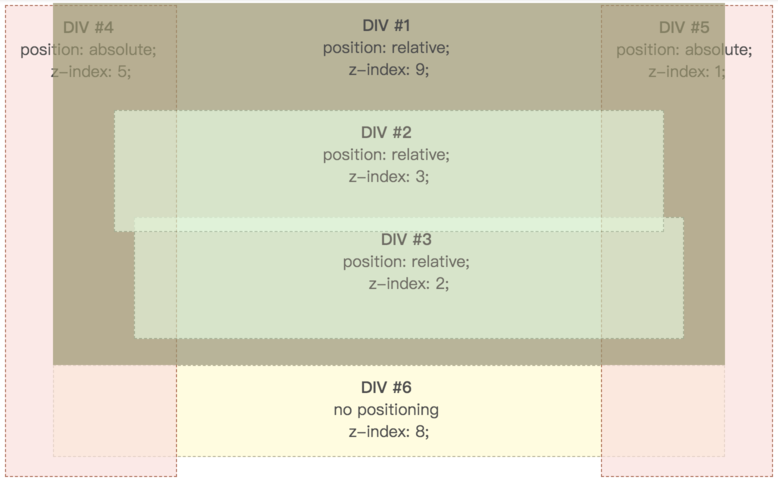 DIV #4
position: absolute;
z-index: 5;
DIV #1
position: relative;
z-index: 9;
DIV #5
position: absolute;
z-index: 1;
DIV #2
position: relative;
z-index: 3;
DIV #3
position: relative;
z-index: 2;
DIV #6
no positioning
z-index: 8;